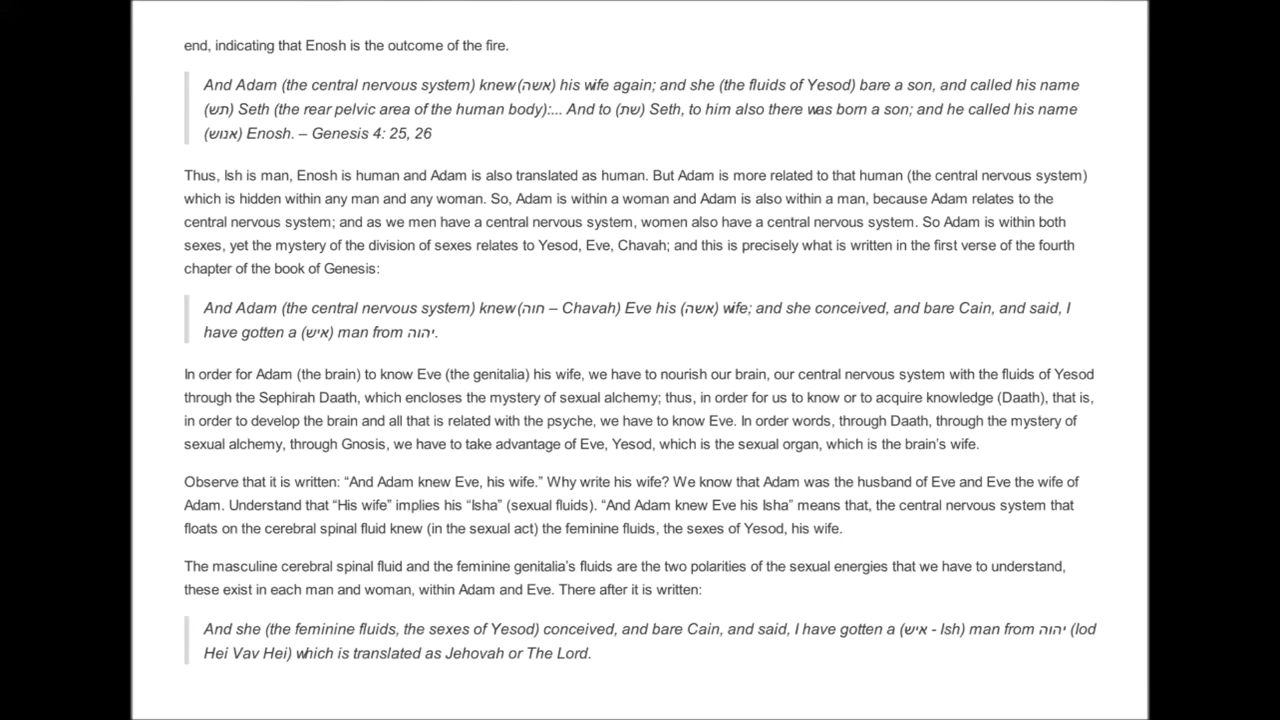 end, indicating that Enosh is the outcome of the fire.
And Adam (the central nervous system) knew(אשה) his wife again; and she (the fluids of Yesod) bare a son, and called his name
(תש) Seth (the rear pelvic area of the human body):... And to (שת) Seth, to him also there was born a son; and he called his name
(אנוש) Enosh. – Genesis 4: 25, 26
Thus, Ish is man, Enosh is human and Adam is also translated as human. But Adam is more related to that human (the central nervous system)
which is hidden within any man and any woman. So, Adam is within a woman and Adam is also within a man, because Adam relates to the
central nervous system; and as we men have a central nervous system, women also have a central nervous system. So Adam is within both
sexes, yet the mystery of the division of sexes relates to Yesod, Eve, Chavah; and this is precisely what is written in the first verse of the fourth
chapter of the book of Genesis:
And Adam (the central nervous system) knew(חוה – Chavah) Eve his (אשה) wife; and she conceived, and bare Cain, and said, I
have gotten a (איש) man from יהוה.
In order for Adam (the brain) to know Eve (the genitalia) his wife, we have to nourish our brain, our central nervous system with the fluids of Yesod
through the Sephirah Daath, which encloses the mystery of sexual alchemy; thus, in order for us to know or to acquire knowledge (Daath), that is,
in order to develop the brain and all that is related with the psyche, we have to know Eve. In order words, through Daath, through the mystery of
sexual alchemy, through Gnosis, we have to take advantage of Eve, Yesod, which is the sexual organ, which is the brain’s wife.
Observe that it is written: “And Adam knew Eve, his wife.” Why write his wife? We know that Adam was the husband of Eve and Eve the wife of
Adam. Understand that “His wife” implies his “Isha” (sexual fluids). “And Adam knew Eve his Isha” means that, the central nervous system that
floats on the cerebral spinal fluid knew (in the sexual act) the feminine fluids, the sexes of Yesod, his wife.
The masculine cerebral spinal fluid and the feminine genitalia’s fluids are the two polarities of the sexual energies that we have to understand,
these exist in each man and woman, within Adam and Eve. There after it is written:
And she (the feminine fluids, the sexes of Yesod) conceived, and bare Cain, and said, I have gotten a (איש - Ish) man from יהוה (Iod
Hei Vav Hei) which is translated as Jehovah or The Lord.